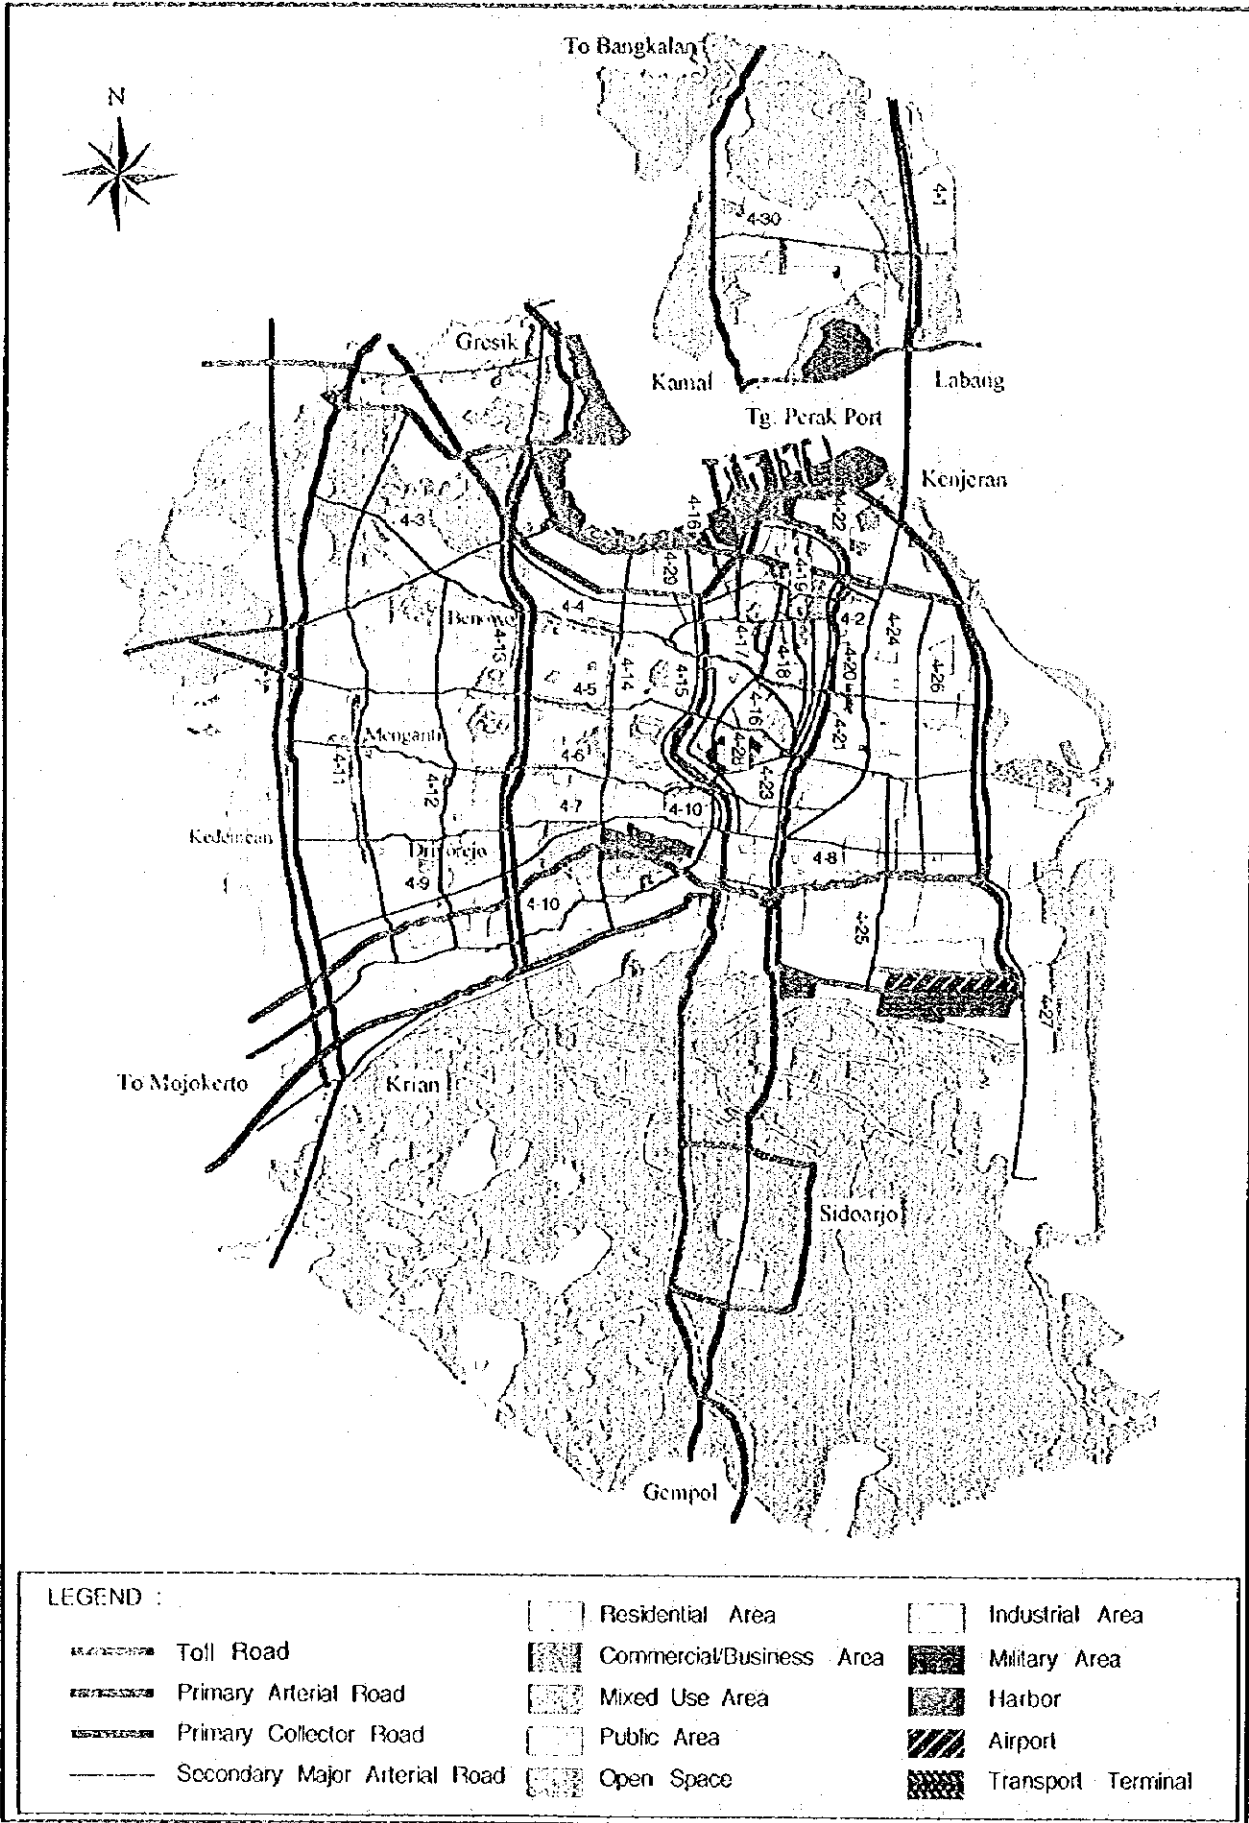 To Bangkalan
N
4-1
4-30
Gresik
Kamal
Labang
Tg. Perak Port
Kenjeran
4-16
4-22
4-3
4-29
4-19
4-4
Benowo
4-2
4-13
4-17
4-24
4-18
4-20
4-5
4-14
4-15
4-26
4-16
Menganti
4-6
4-28
4-21
4-11
4-12
4-23
4-7
4-10
Driyorejo
4-8
4-9
4-10
4-25
4-27
To Mojokerto
Krian
Sidoarjo
Gempol
LEGEND :
Toll Road
Primary Arterial Road
Primary Collector Road
Secondary Major Arterial Road
Residential Area
Commercial/Business Area
Mixed Use Area
Public Area
Open Space
Industrial Area
Military Area
Harbor
Airport
Transport Terminal